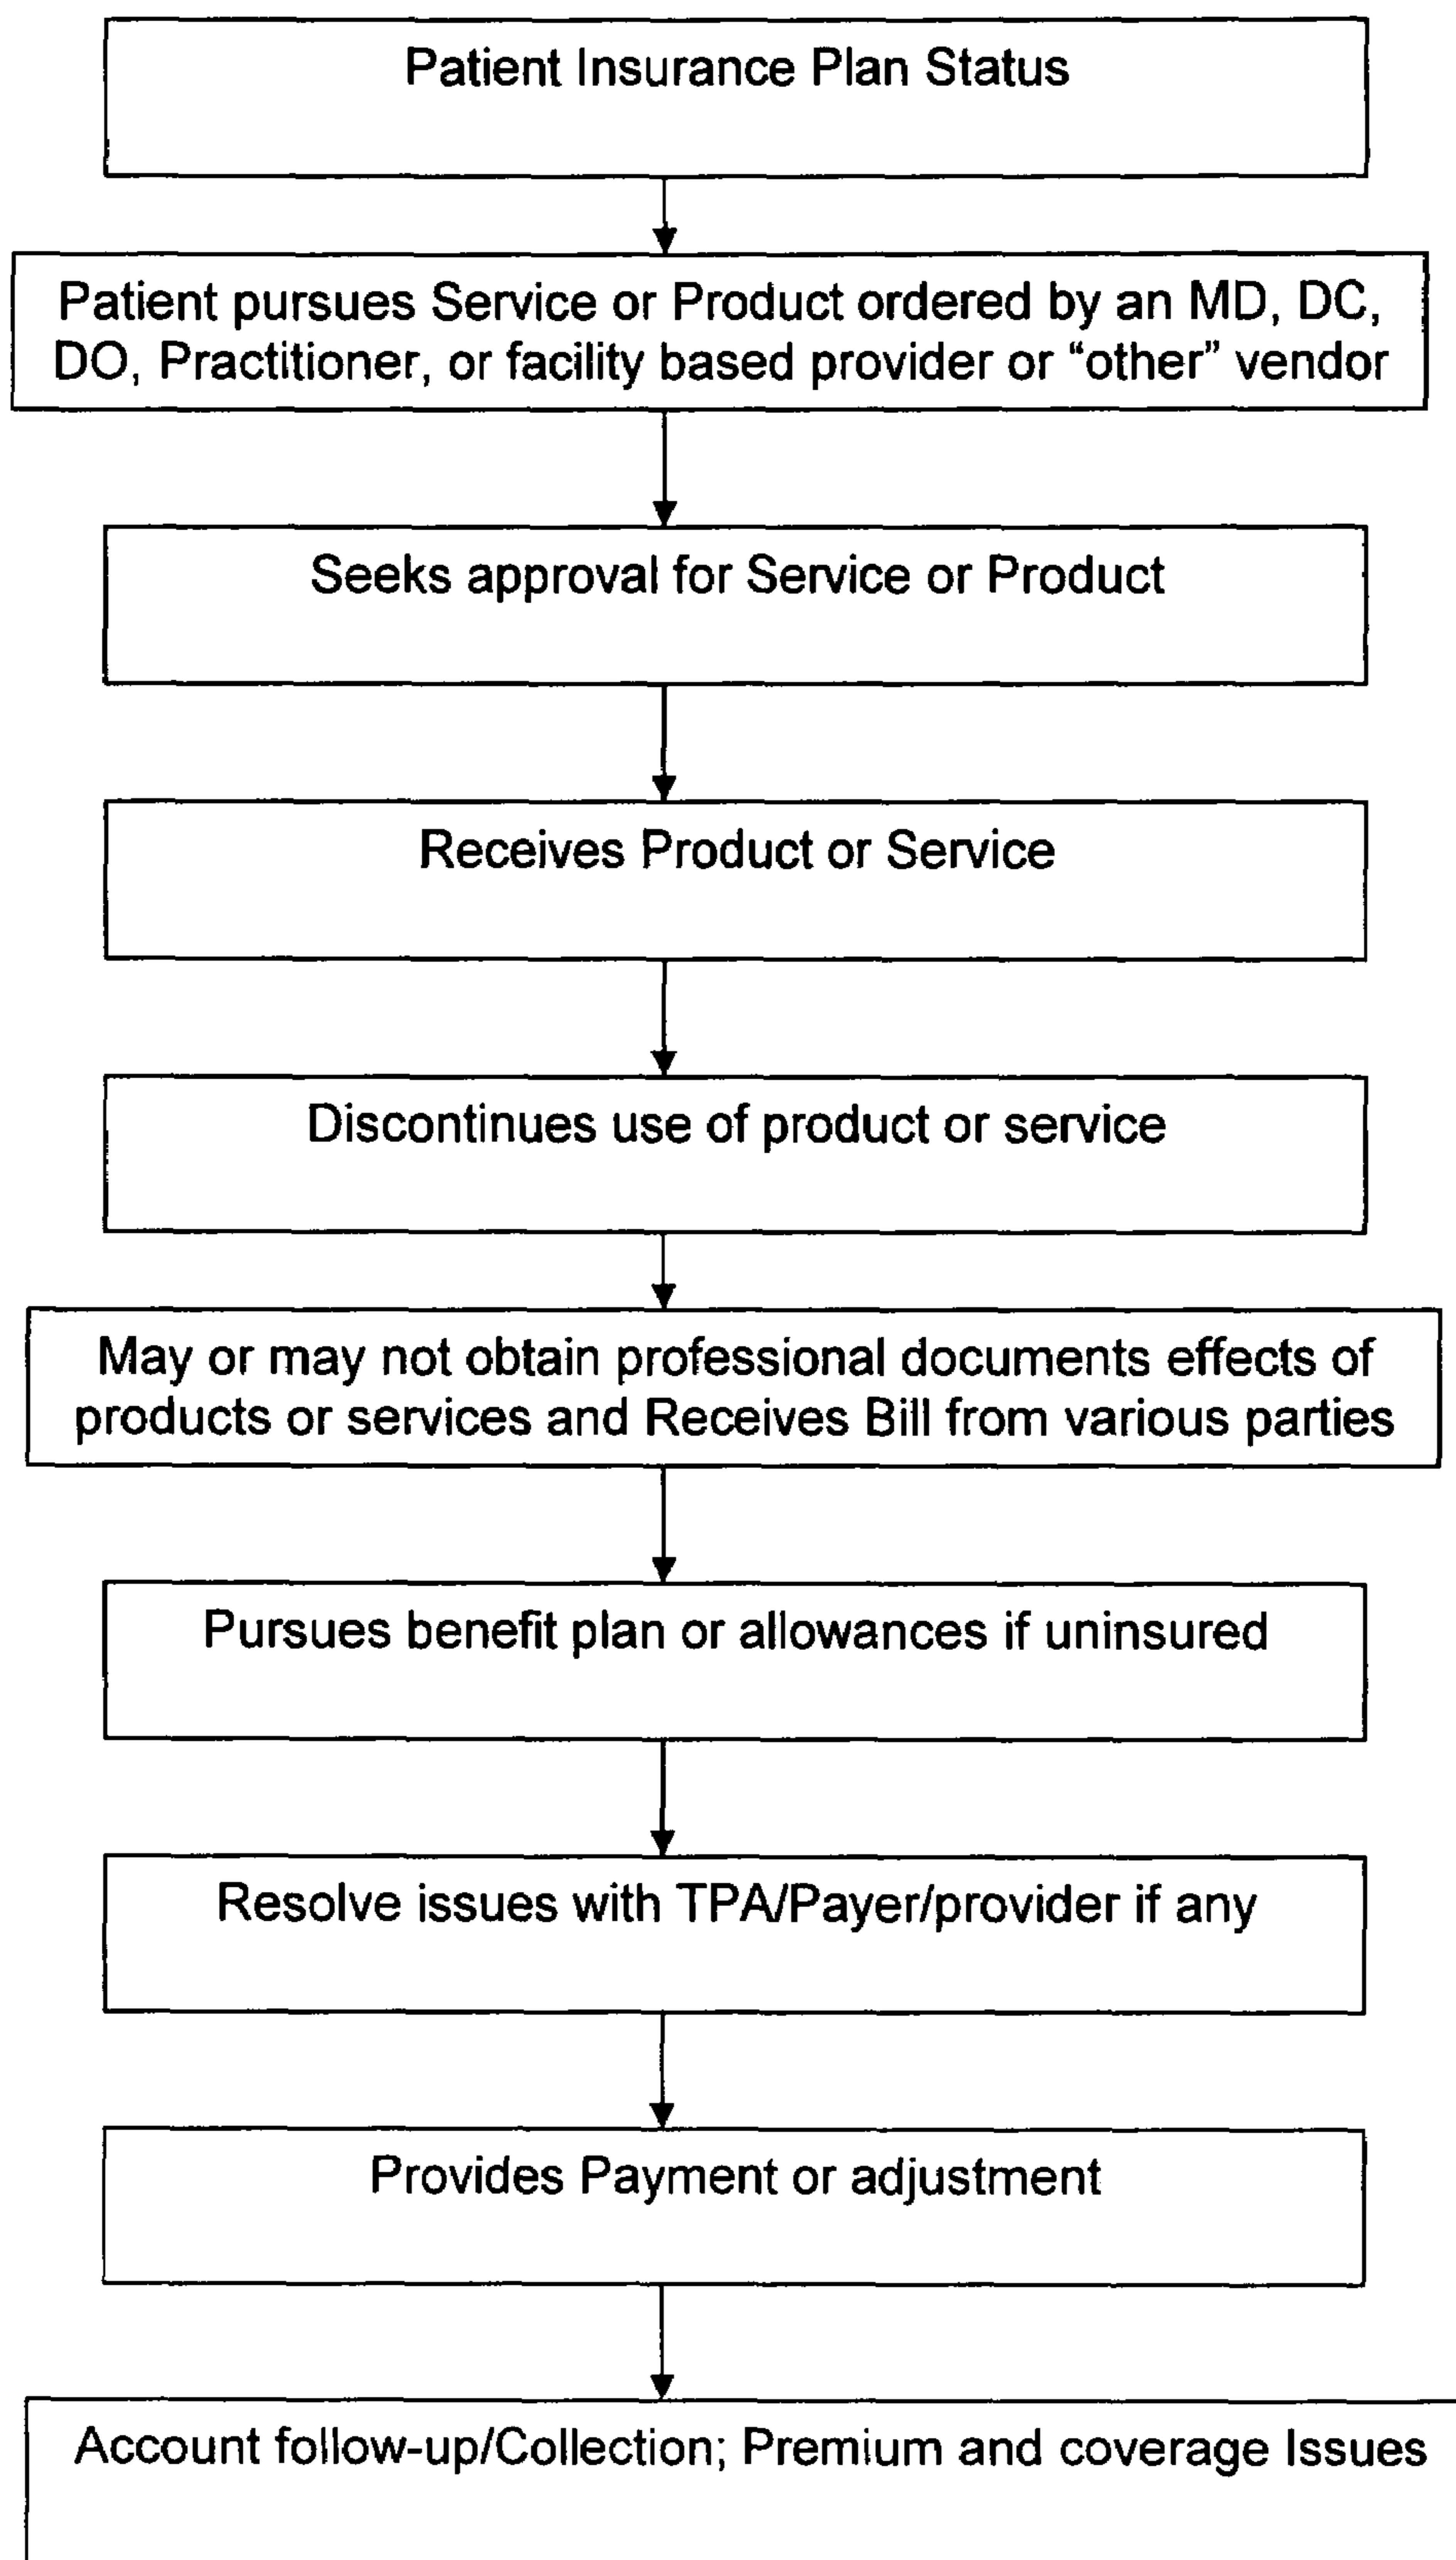 Patient Insurance Plan Status
Patient pursues Service or Product ordered by an MD, DC,
DO, Practitioner, or facility based provider or “other” vendor
Seeks approval for Service or Product
Receives Product or Service
Discontinues use of product or service
May or may not obtain professional documents effects of
products or services and Receives Bill from various parties
Pursues benefit plan or allowances if uninsured
Resolve issues with TPA/Payer/provider if any
Provides Payment or adjustment
Account follow-up/Collection; Premium and coverage Issues